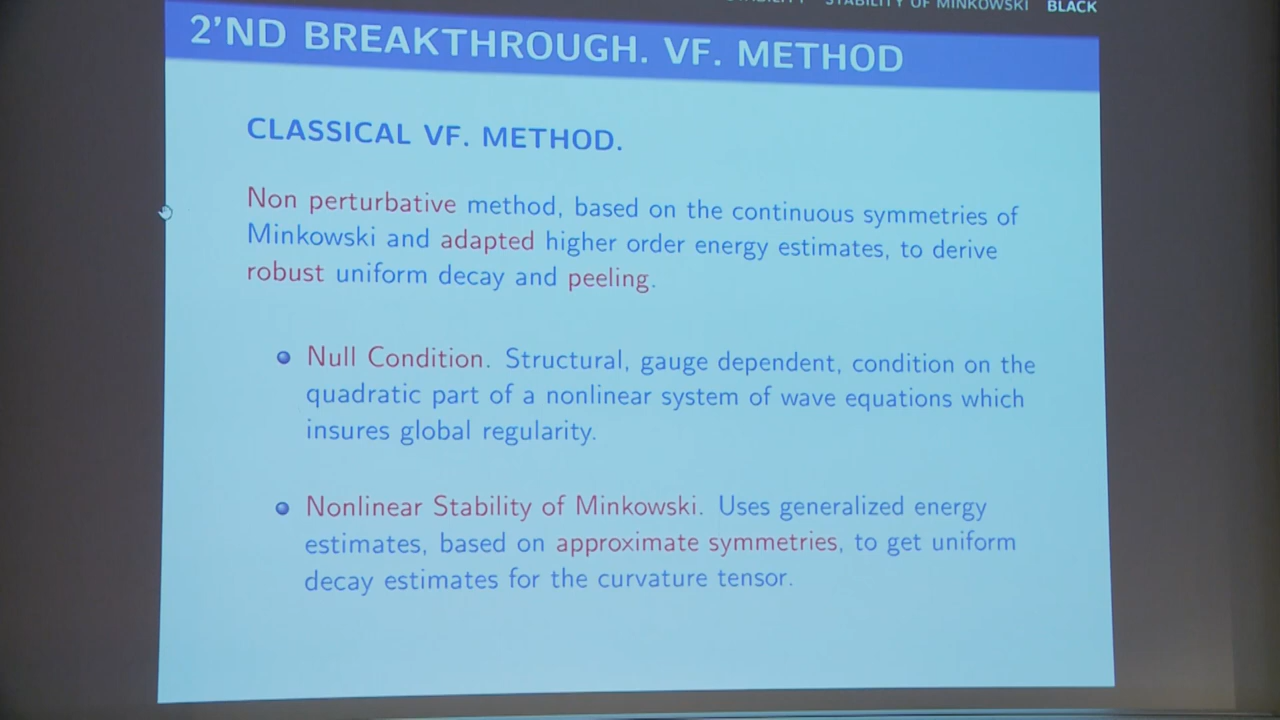 STABILITY OF MINKOWSKI BLACK
2'ND BREAKTHROUGH. VF. METHOD
CLASSICAL VF. METHOD.
Non perturbative method, based on the continuous symmetries of
Minkowski and adapted higher order energy estimates, to derive
robust uniform decay and peeling.
Null Condition. Structural, gauge dependent, condition on the
quadratic part of a nonlinear system of wave equations which
insures global regularity.
Nonlinear Stability of Minkowski. Uses generalized energy
estimates, based on approximate symmetries, to get uniform
decay estimates for the curvature tensor.